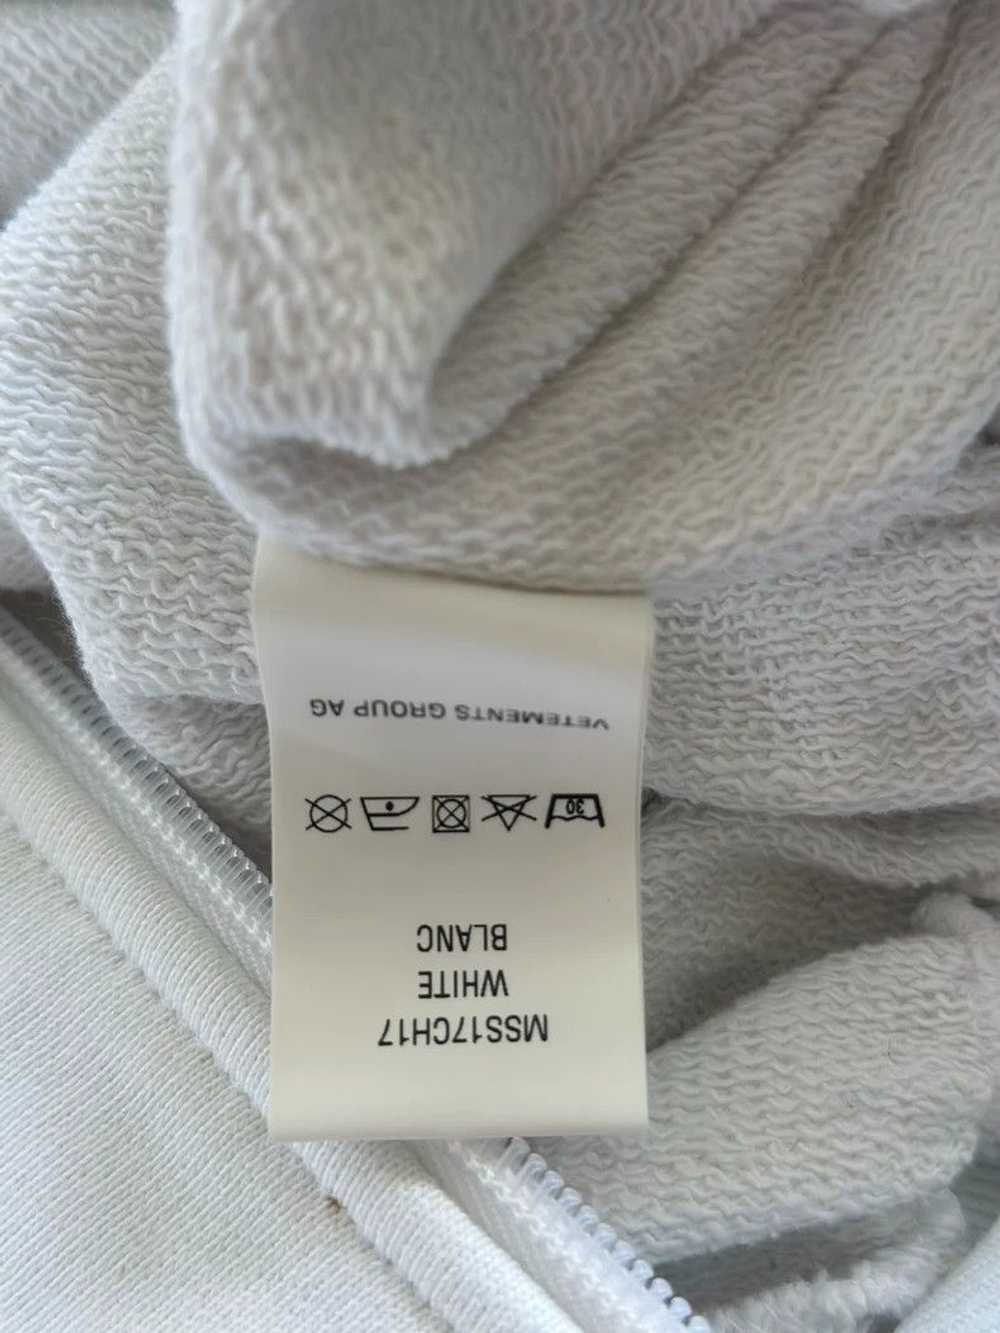 MSS17CH17
WHITE
BLANC
30
VETEMENTS GROUP AG